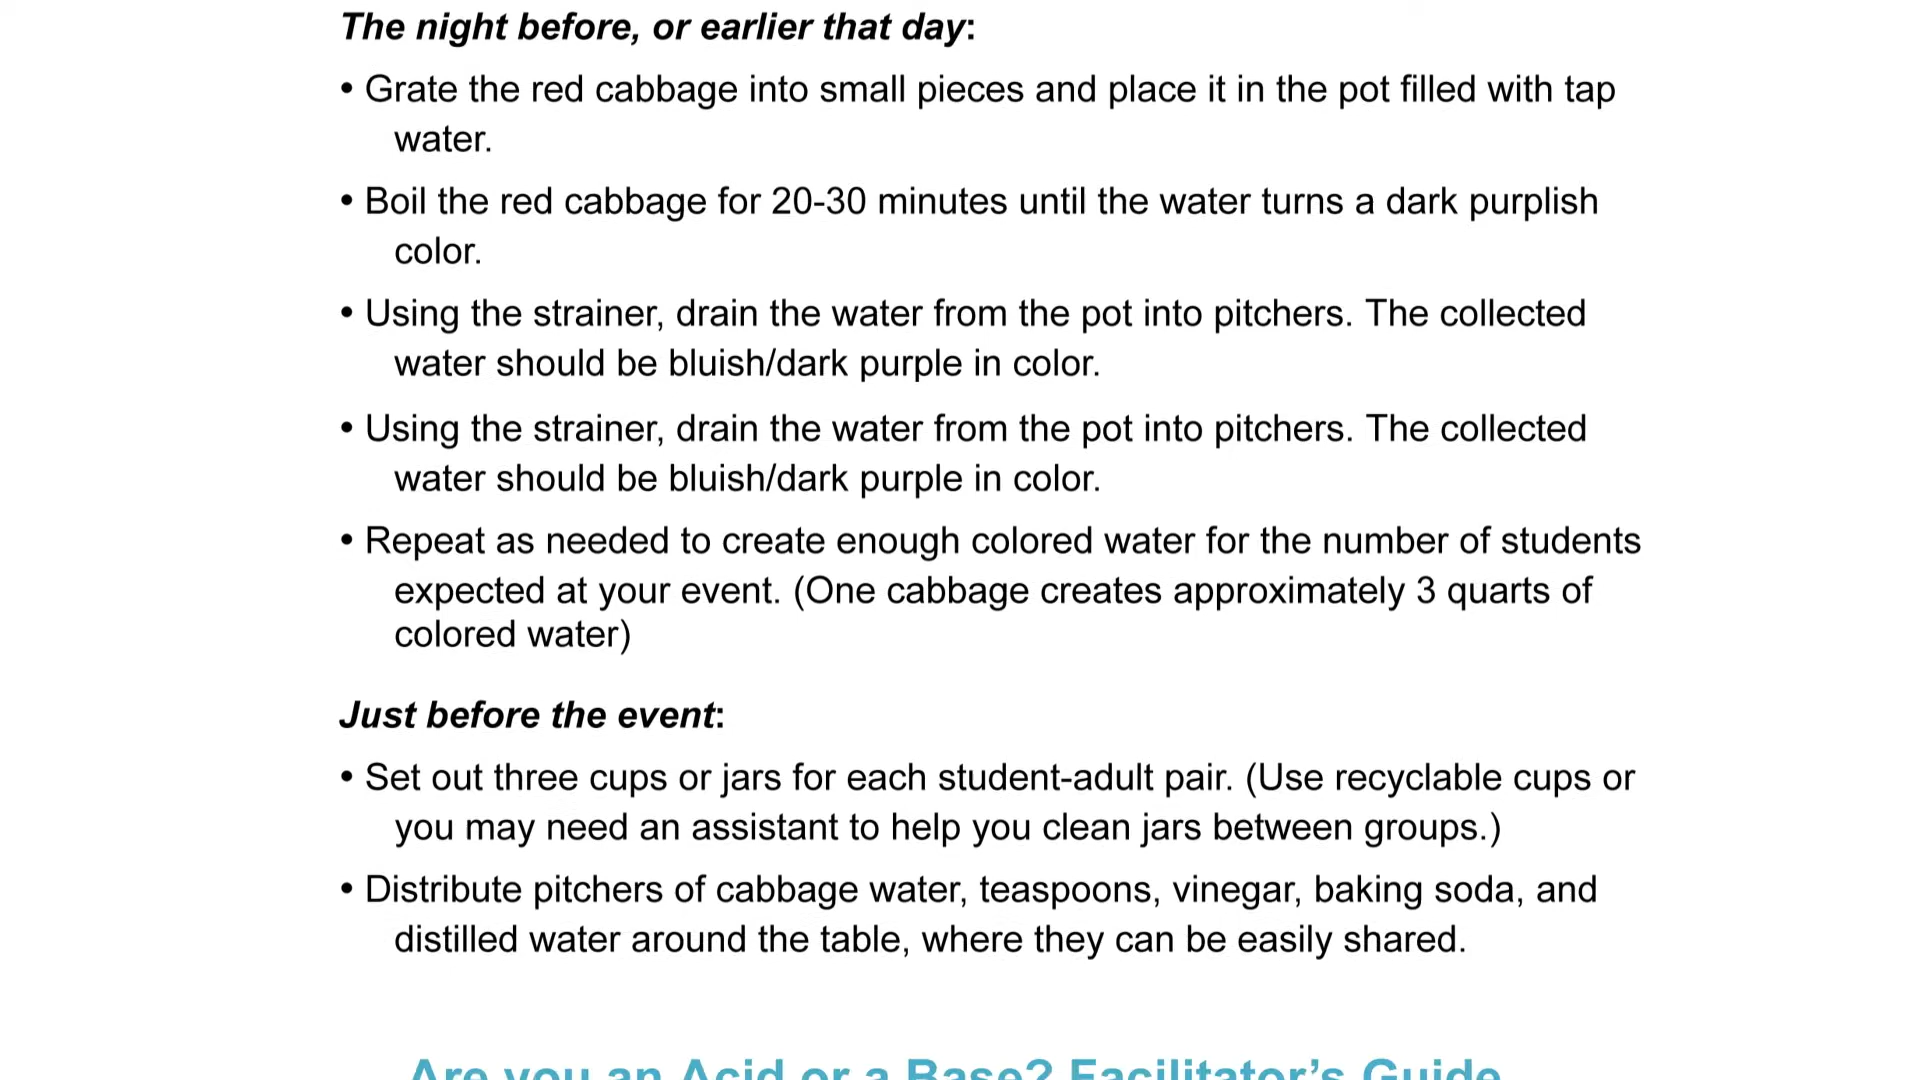 The night before, or earlier that day:
• Grate the red cabbage into small pieces and place it in the pot filled with tap
water.
• Boil the red cabbage for 20-30 minutes until the water turns a dark purplish
color.
• Using the strainer, drain the water from the pot into pitchers. The collected
water should be bluish/dark purple in color.
• Using the strainer, drain the water from the pot into pitchers. The collected
water should be bluish/dark purple in color.
• Repeat as needed to create enough colored water for the number of students
expected at your event. (One cabbage creates approximately 3 quarts of
colored water)
Just before the event:
• Set out three cups or jars for each student-adult pair. (Use recyclable cups or
you may need an assistant to help you clean jars between groups.)
• Distribute pitchers of cabbage water, teaspoons, vinegar, baking soda, and
distilled water around the table, where they can be easily shared.
Are you an Acid or a Base? Facilitator’s Guide